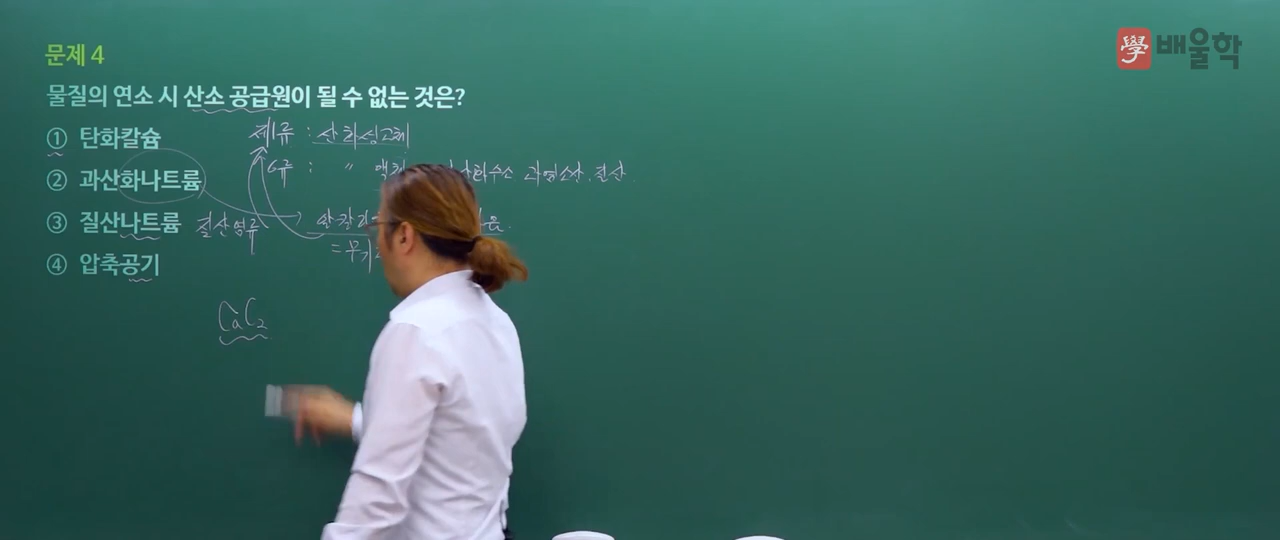 문제 4
學 배울학
물질의 연소 시 산소 공급원이 될 수 없는 것은?
① 탄화칼슘
제1류 : 산화성고체
② 과산화나트륨
6류 : 〃 과염소산, 질산
③ 질산나트륨 질산염류
④ 압축공기
CaC2